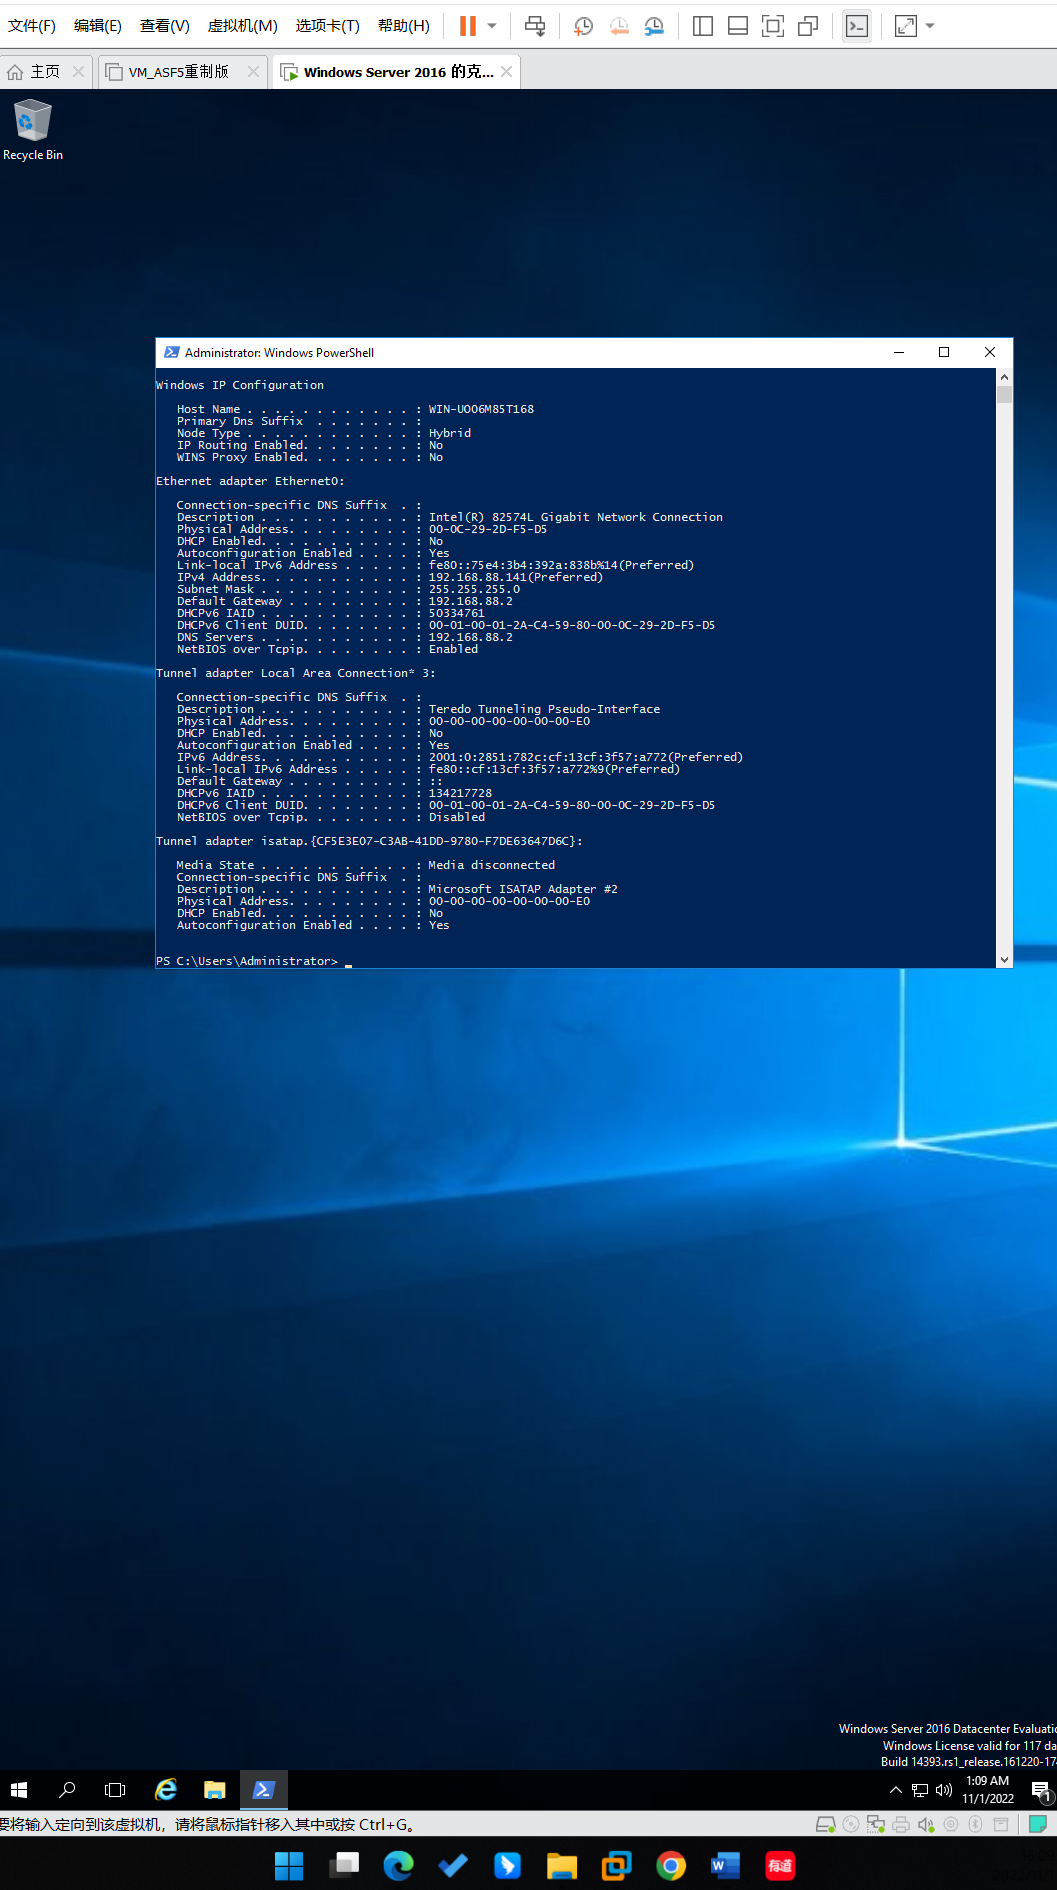 文件(F) 编辑(E) 查看(V) 虚拟机(M) 选项卡(T) 帮助(H)
主页 VM_ASF5重制版 Windows Server 2016 的克...
Recycle Bin
Administrator: Windows PowerShell
Windows IP Configuration
Host Name . . . . . . . . . . . . : WIN-UOO6M85T168
Primary Dns Suffix . . . . . . . :
Node Type . . . . . . . . . . . . : Hybrid
IP Routing Enabled. . . . . . . . : No
WINS Proxy Enabled. . . . . . . . : No
Ethernet adapter Ethernet0:
Connection-specific DNS Suffix . :
Description . . . . . . . . . . . : Intel(R) 82574L Gigabit Network Connection
Physical Address. . . . . . . . . : 00-0C-29-2D-F5-D5
DHCP Enabled. . . . . . . . . . . : No
Autoconfiguration Enabled . . . . : Yes
Link-local IPv6 Address . . . . . : fe80::75e4:3b4:392a:838b%14(Preferred)
IPv4 Address. . . . . . . . . . . : 192.168.88.141(Preferred)
Subnet Mask . . . . . . . . . . . : 255.255.255.0
Default Gateway . . . . . . . . . : 192.168.88.2
DHCPv6 IAID . . . . . . . . . . . : 50334761
DHCPv6 Client DUID. . . . . . . . : 00-01-00-01-2A-C4-59-80-00-0C-29-2D-F5-D5
DNS Servers . . . . . . . . . . . : 192.168.88.2
NetBIOS over Tcpip. . . . . . . . : Enabled
Tunnel adapter Local Area Connection* 3:
Connection-specific DNS Suffix . :
Description . . . . . . . . . . . : Teredo Tunneling Pseudo-Interface
Physical Address. . . . . . . . . : 00-00-00-00-00-00-00-E0
DHCP Enabled. . . . . . . . . . . : No
Autoconfiguration Enabled . . . . : Yes
IPv6 Address. . . . . . . . . . . : 2001:0:2851:782c:cf:13cf:3f57:a772(Preferred)
Link-local IPv6 Address . . . . . : fe80::cf:13cf:3f57:a772%9(Preferred)
Default Gateway . . . . . . . . . : ::
DHCPv6 IAID . . . . . . . . . . . : 134217728
DHCPv6 Client DUID. . . . . . . . : 00-01-00-01-2A-C4-59-80-00-0C-29-2D-F5-D5
NetBIOS over Tcpip. . . . . . . . : Disabled
Tunnel adapter isatap.{CF5E3E07-C3AB-41DD-9780-F7DE63647D6C}:
Media State . . . . . . . . . . . : Media disconnected
Connection-specific DNS Suffix . :
Description . . . . . . . . . . . : Microsoft ISATAP Adapter #2
Physical Address. . . . . . . . . : 00-00-00-00-00-00-00-E0
DHCP Enabled. . . . . . . . . . . : No
Autoconfiguration Enabled . . . . : Yes
PS C:\Users\Administrator> _
Windows Server 2016 Datacenter Evaluatio
Windows License valid for 117 da
Build 14393.rs1_release.161220-17
1:09 AM
11/1/2022
1
要将输入定向到该虚拟机，请将鼠标指针移入其中或按 Ctrl+G。
W
有道